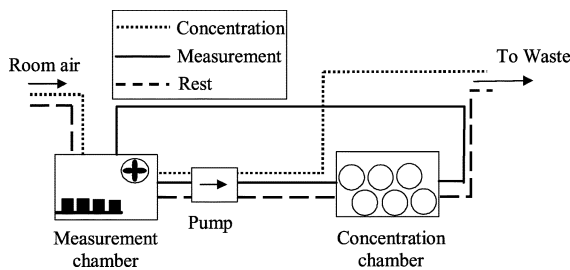 Concentration
Measurement
Rest
Room air
To Waste
Pump
Measurement
chamber
Concentration
chamber